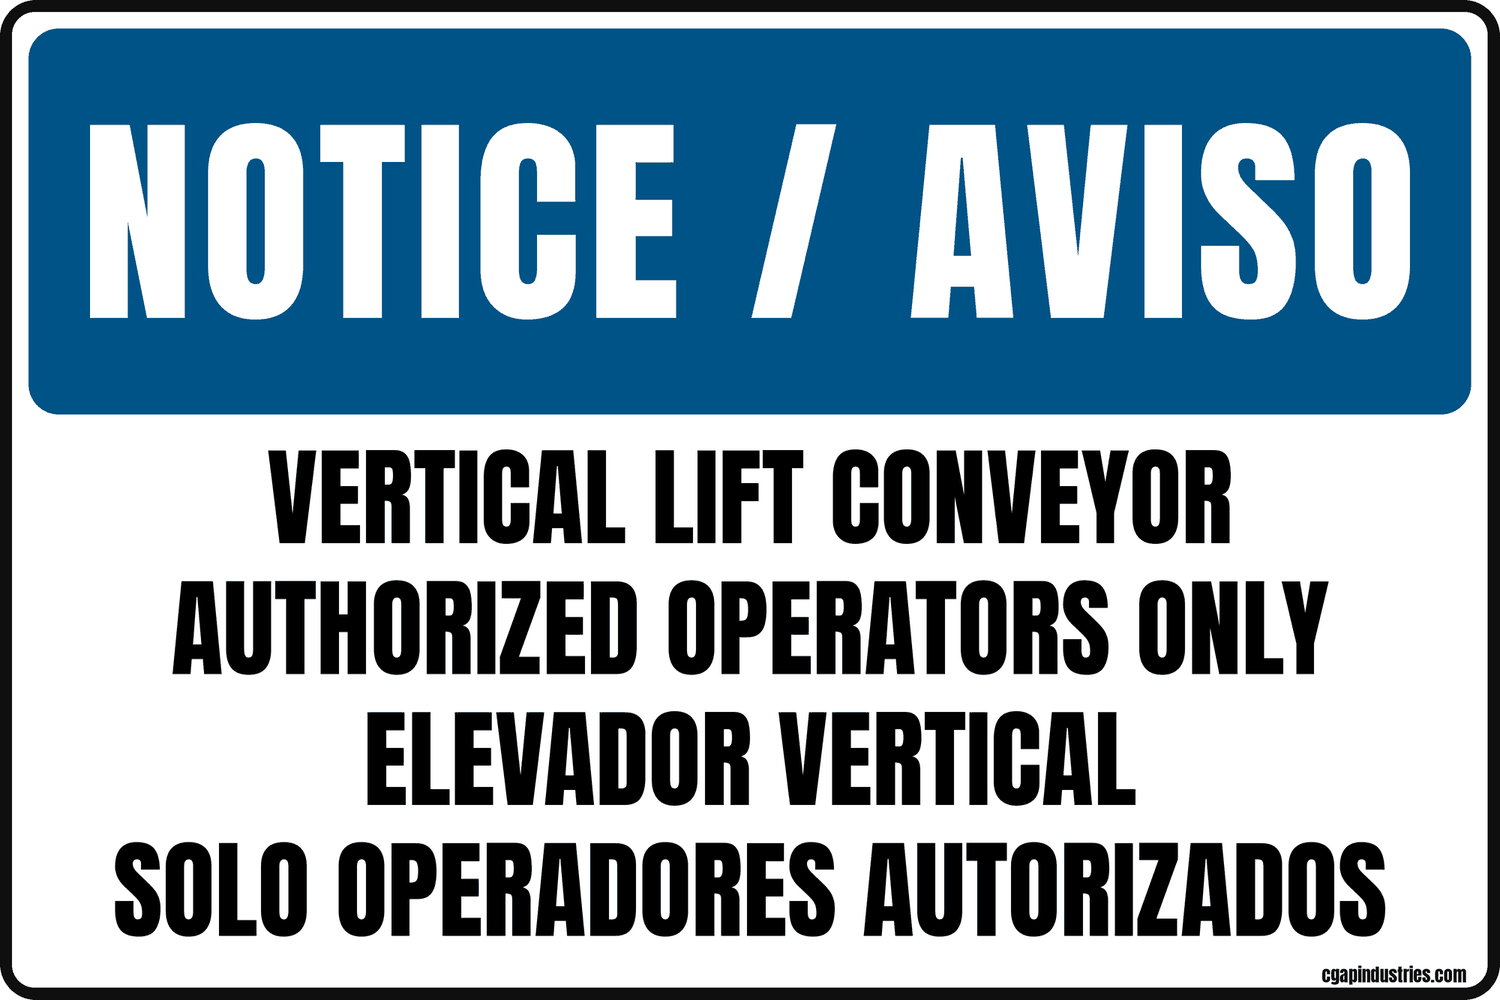 NOTICE / AVISO
VERTICAL LIFT CONVEYOR
AUTHORIZED OPERATORS ONLY
ELEVADOR VERTICAL
SOLO OPERADORES AUTORIZADOS
cgapindustries.com